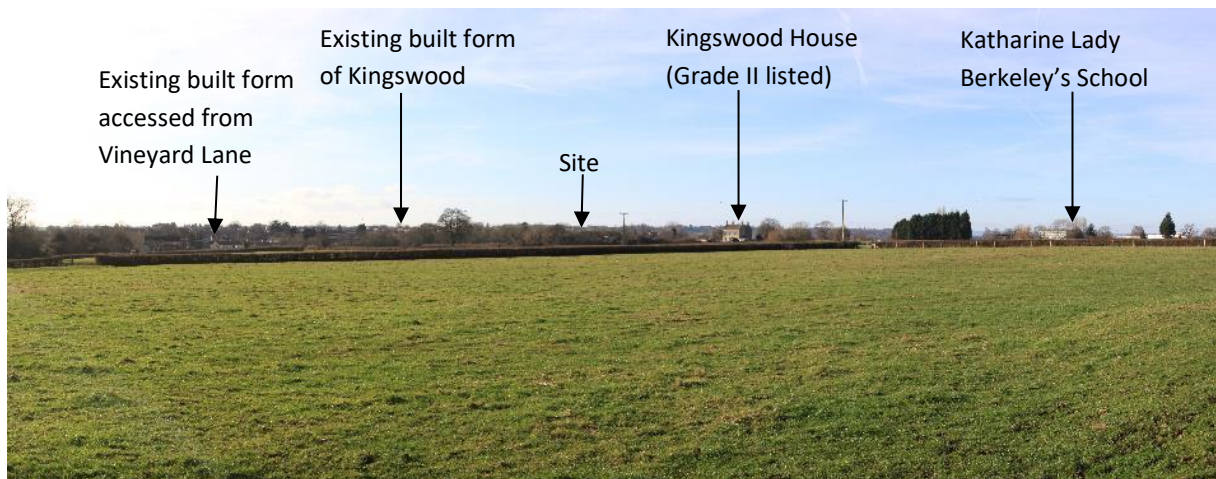 Existing built form
accessed from
Vineyard Lane
Existing built form
of Kingswood
Site
Kingswood House
(Grade II listed)
Katharine Lady
Berkeley’s School